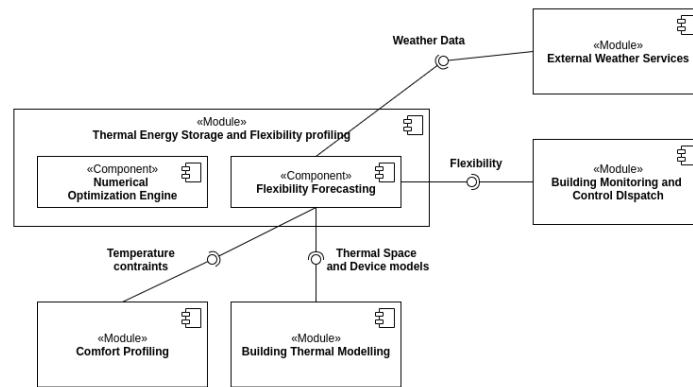 Weather Data
«Module»
External Weather Services
«Module»
Thermal Energy Storage and Flexibility profiling
«Component»
Numerical
Optimization Engine
«Component»
Flexibility Forecasting
Flexibility
«Module»
Building Monitoring and
Control DIspatch
Temperature
contraints
Thermal Space
and Device models
«Module»
Comfort Profiling
«Module»
Building Thermal Modelling